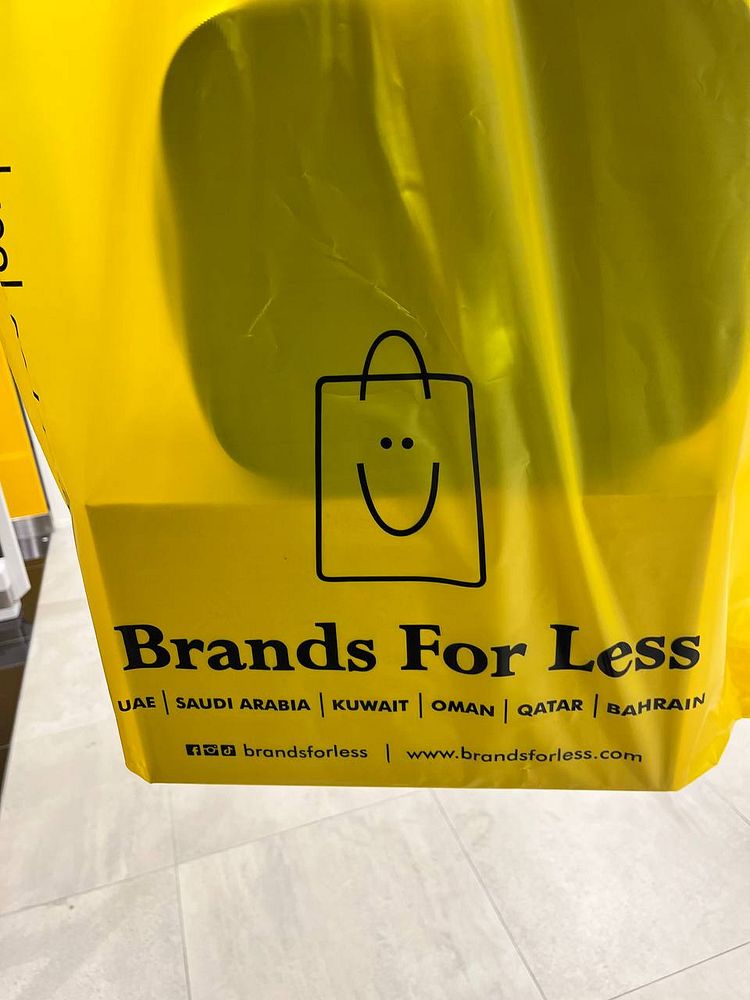 Brands For Less
UAE | SAUDI ARABIA | KUWAIT | OMAN | QATAR | BAHRAIN
brandsforless | www.brandsforless.com